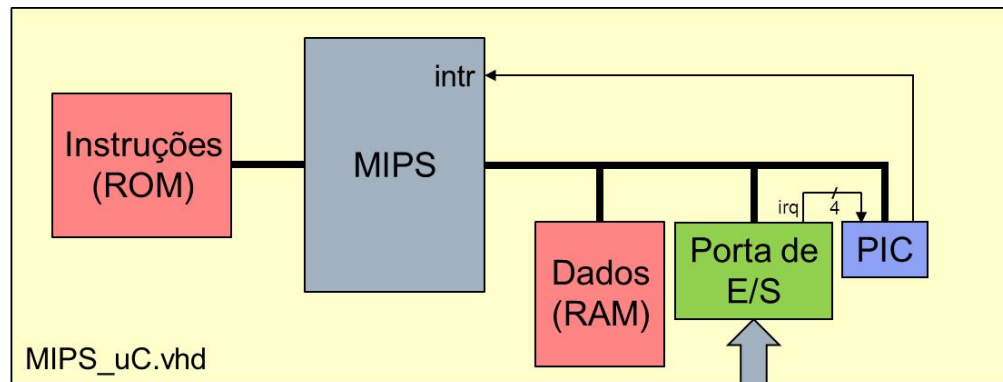 intr
Instruções
(ROM)
MIPS
irq
4
Dados
(RAM)
Porta de
E/S
PIC
MIPS_uC.vhd